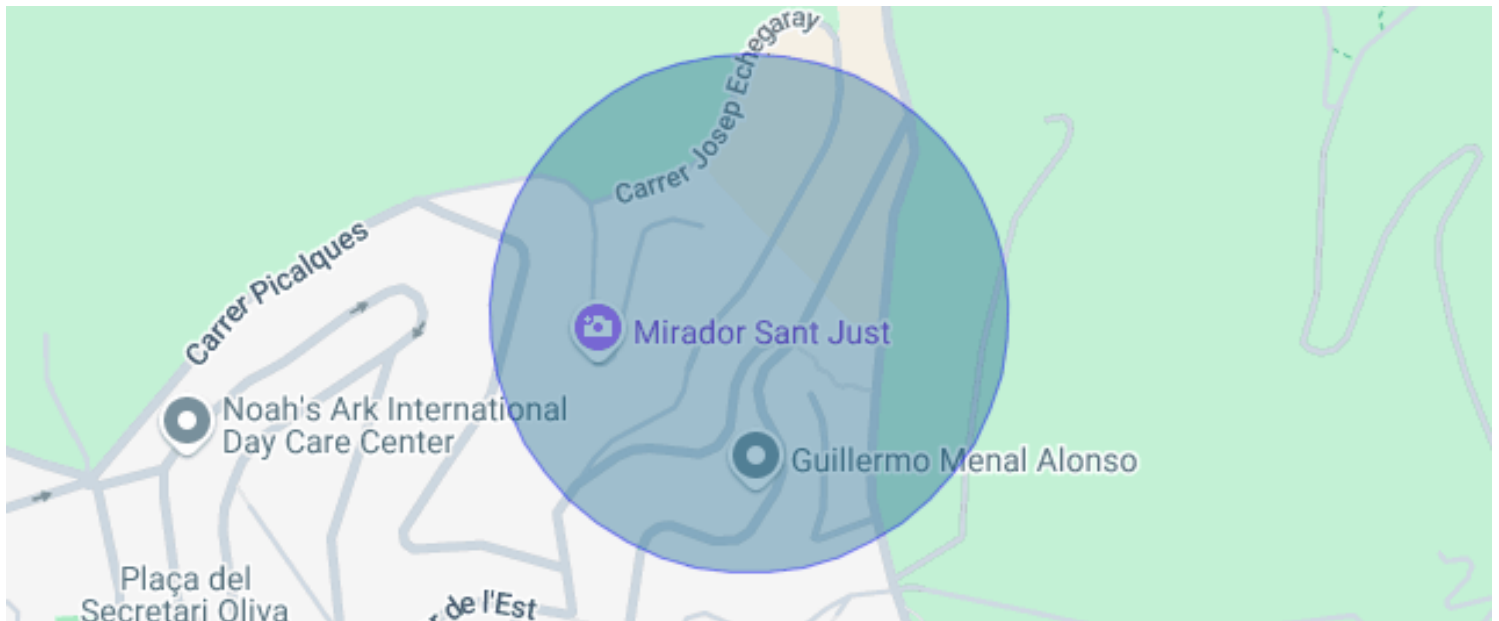 Carrer Josep Echegaray
Carrer Picalques
Mirador Sant Just
Noah's Ark International
Day Care Center
Guillermo Menal Alonso
Plaça del
Secretari Oliva
de l'Est